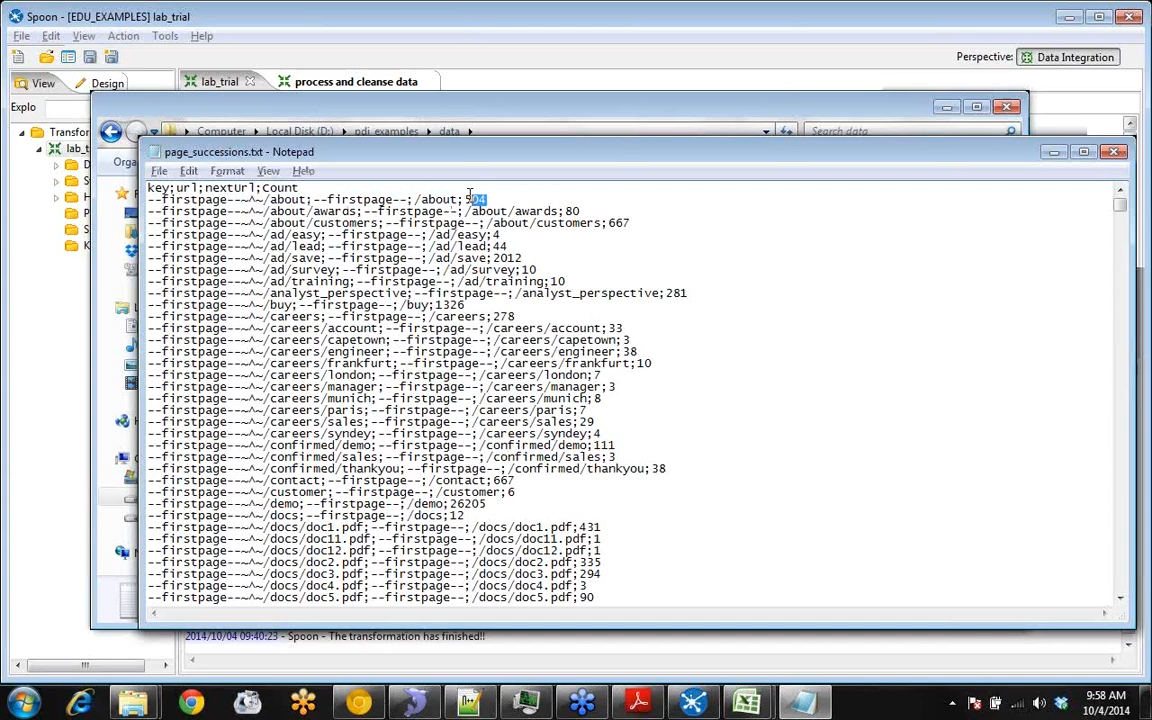 Spoon - [EDU_EXAMPLES] lab_trial
File Edit View Action Tools Help
Perspective: Data Integration
View Design lab_trial process and cleanse data
Explo
Transfor
lab_t
Computer Local Disk (D:) pdi_examples data Search data
Orga
page_successions.txt - Notepad
File Edit Format View Help
key;url;nextUrl;Count
--firstpage--~^~/about;--firstpage--;/about;504
--firstpage--~^~/about/awards;--firstpage--;/about/awards;80
--firstpage--~^~/about/customers;--firstpage--;/about/customers;667
--firstpage--~^~/ad/easy;--firstpage--;/ad/easy;4
--firstpage--~^~/ad/lead;--firstpage--;/ad/lead;44
--firstpage--~^~/ad/save;--firstpage--;/ad/save;2012
--firstpage--~^~/ad/survey;--firstpage--;/ad/survey;10
--firstpage--~^~/ad/training;--firstpage--;/ad/training;10
--firstpage--~^~/analyst_perspective;--firstpage--;/analyst_perspective;281
--firstpage--~^~/buy;--firstpage--;/buy;1326
--firstpage--~^~/careers;--firstpage--;/careers;278
--firstpage--~^~/careers/account;--firstpage--;/careers/account;33
--firstpage--~^~/careers/capetown;--firstpage--;/careers/capetown;3
--firstpage--~^~/careers/engineer;--firstpage--;/careers/engineer;38
--firstpage--~^~/careers/frankfurt;--firstpage--;/careers/frankfurt;10
--firstpage--~^~/careers/london;--firstpage--;/careers/london;7
--firstpage--~^~/careers/manager;--firstpage--;/careers/manager;3
--firstpage--~^~/careers/munich;--firstpage--;/careers/munich;8
--firstpage--~^~/careers/paris;--firstpage--;/careers/paris;7
--firstpage--~^~/careers/sales;--firstpage--;/careers/sales;29
--firstpage--~^~/careers/syndey;--firstpage--;/careers/syndey;4
--firstpage--~^~/confirmed/demo;--firstpage--;/confirmed/demo;111
--firstpage--~^~/confirmed/sales;--firstpage--;/confirmed/sales;3
--firstpage--~^~/confirmed/thankyou;--firstpage--;/confirmed/thankyou;38
--firstpage--~^~/contact;--firstpage--;/contact;667
--firstpage--~^~/customer;--firstpage--;/customer;6
--firstpage--~^~/demo;--firstpage--;/demo;26205
--firstpage--~^~/docs;--firstpage--;/docs;12
--firstpage--~^~/docs/doc1.pdf;--firstpage--;/docs/doc1.pdf;431
--firstpage--~^~/docs/doc11.pdf;--firstpage--;/docs/doc11.pdf;1
--firstpage--~^~/docs/doc12.pdf;--firstpage--;/docs/doc12.pdf;1
--firstpage--~^~/docs/doc2.pdf;--firstpage--;/docs/doc2.pdf;335
--firstpage--~^~/docs/doc3.pdf;--firstpage--;/docs/doc3.pdf;294
--firstpage--~^~/docs/doc4.pdf;--firstpage--;/docs/doc4.pdf;3
--firstpage--~^~/docs/doc5.pdf;--firstpage--;/docs/doc5.pdf;90
2014/10/04 09:40:23 - Spoon - The transformation has finished!!
9:58 AM
10/4/2014